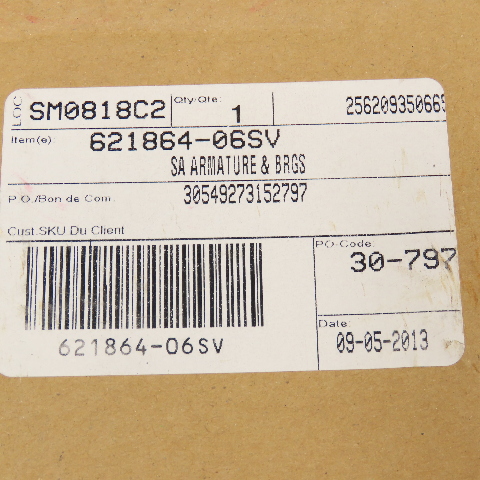 LOC SM0818C2 Qty/Qte: 1 256209350669
Item(e) 621864-06SV
SA ARMATURE & BRGS
P.O./Bon de Com. 30549273152797
Cust.SKU Du Client
PO-Code:
30-797
621864-06SV
Date:
09-05-2013